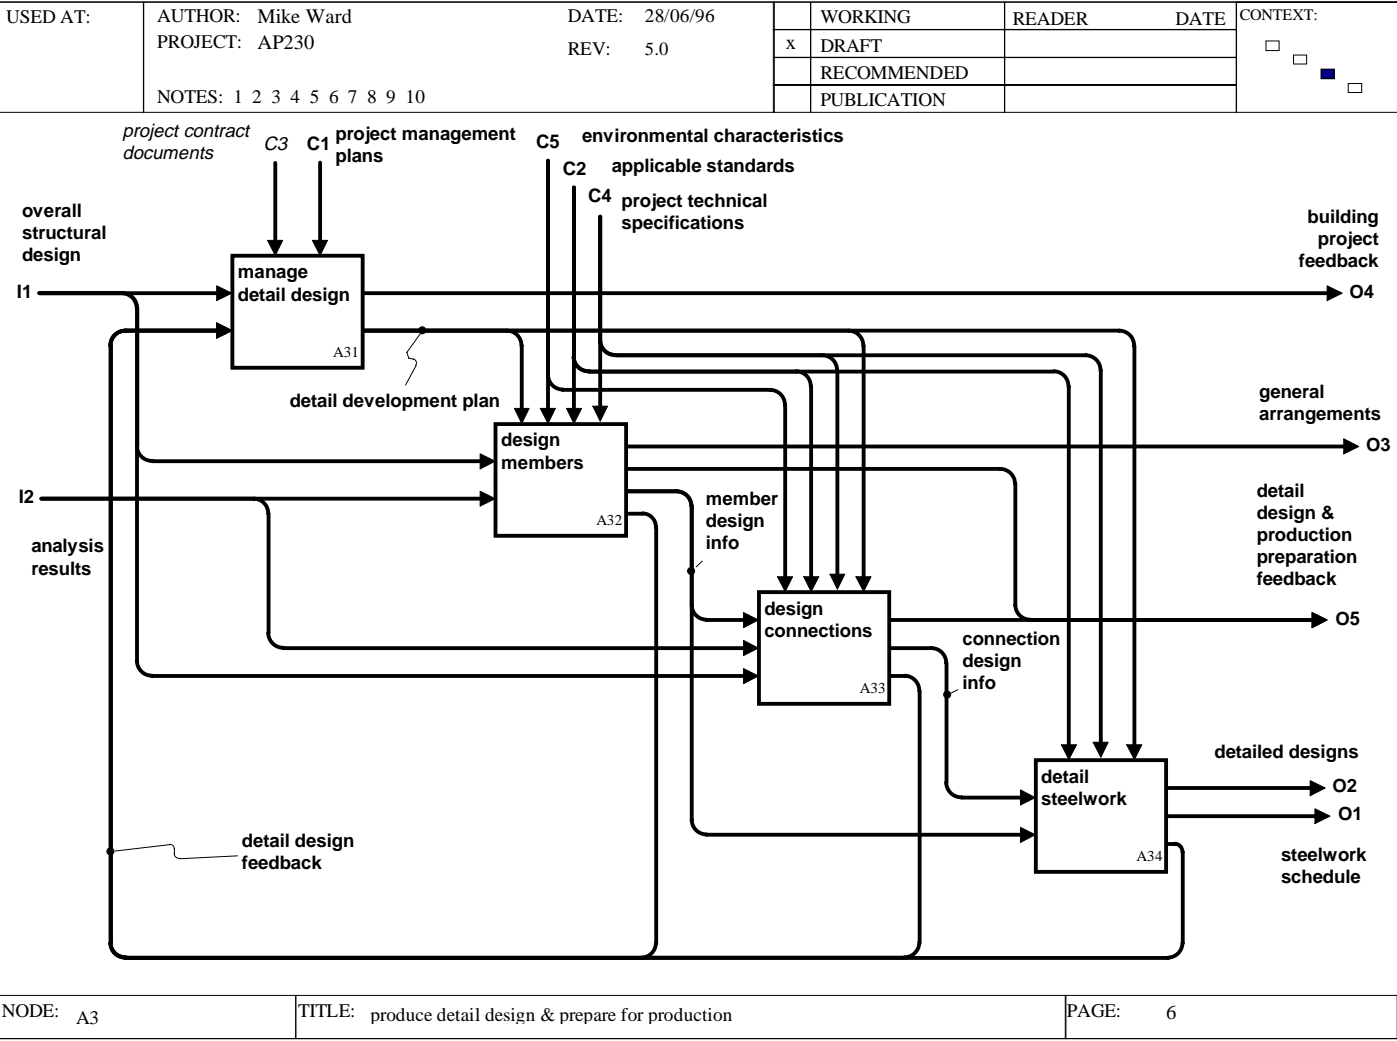 USED AT:
AUTHOR: Mike Ward
DATE: 28/06/96
WORKING
READER DATE
CONTEXT:
PROJECT: AP230
REV: 5.0
x DRAFT
RECOMMENDED
NOTES: 1 2 3 4 5 6 7 8 9 10
PUBLICATION
project contract
documents
C3
C1
project management
plans
C5
environmental characteristics
C2
applicable standards
C4
project technical
specifications
overall
structural
design
building
project
feedback
I1
manage
detail design
A31
O4
detail development plan
general
arrangements
O3
design
members
A32
I2
analysis
results
member
design
info
detail
design &
production
preparation
feedback
design
connections
A33
O5
connection
design
info
detailed designs
detail
steelwork
A34
O2
O1
steelwork
schedule
detail design
feedback
NODE: A3
TITLE: produce detail design & prepare for production
PAGE: 6